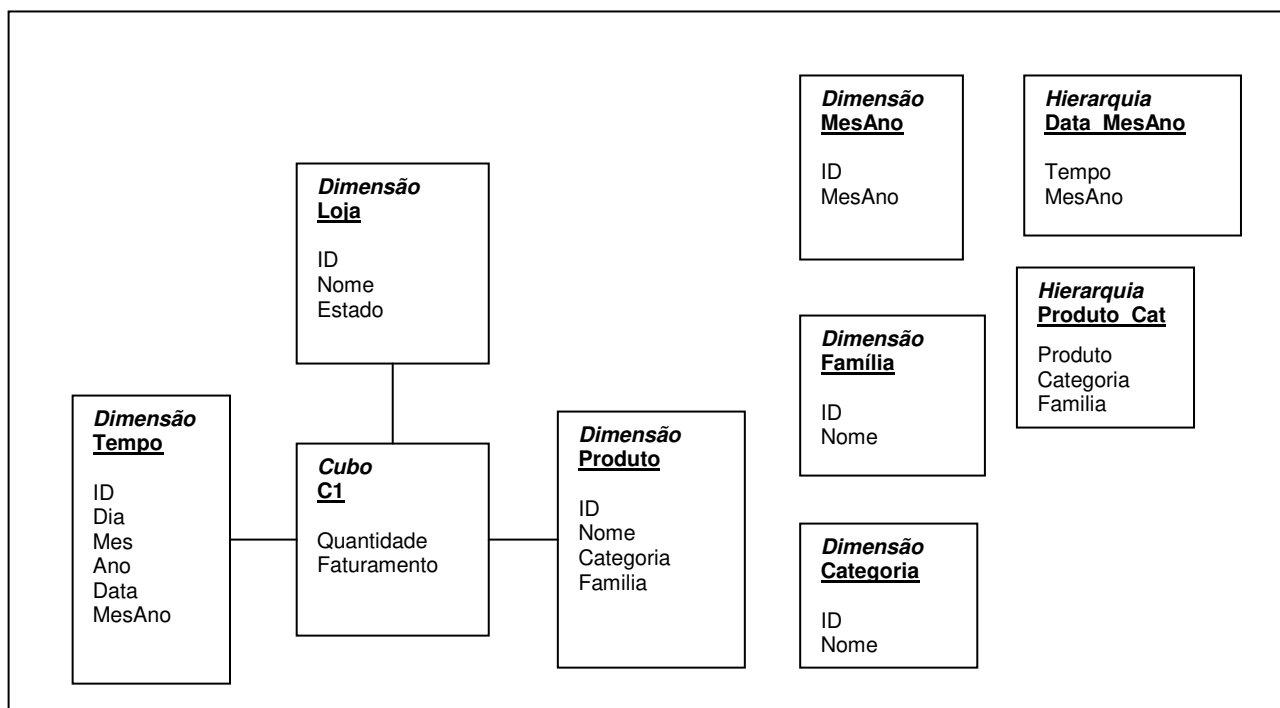 Dimensão
Loja
ID
Nome
Estado
Dimensão
Tempo
ID
Dia
Mes
Ano
Data
MesAno
Cubo
C1
Quantidade
Faturamento
Dimensão
Produto
ID
Nome
Categoria
Familia
Dimensão
MesAno
ID
MesAno
Hierarquia
Data_MesAno
Tempo
MesAno
Dimensão
Família
ID
Nome
Hierarquia
Produto_Cat
Produto
Categoria
Familia
Dimensão
Categoria
ID
Nome